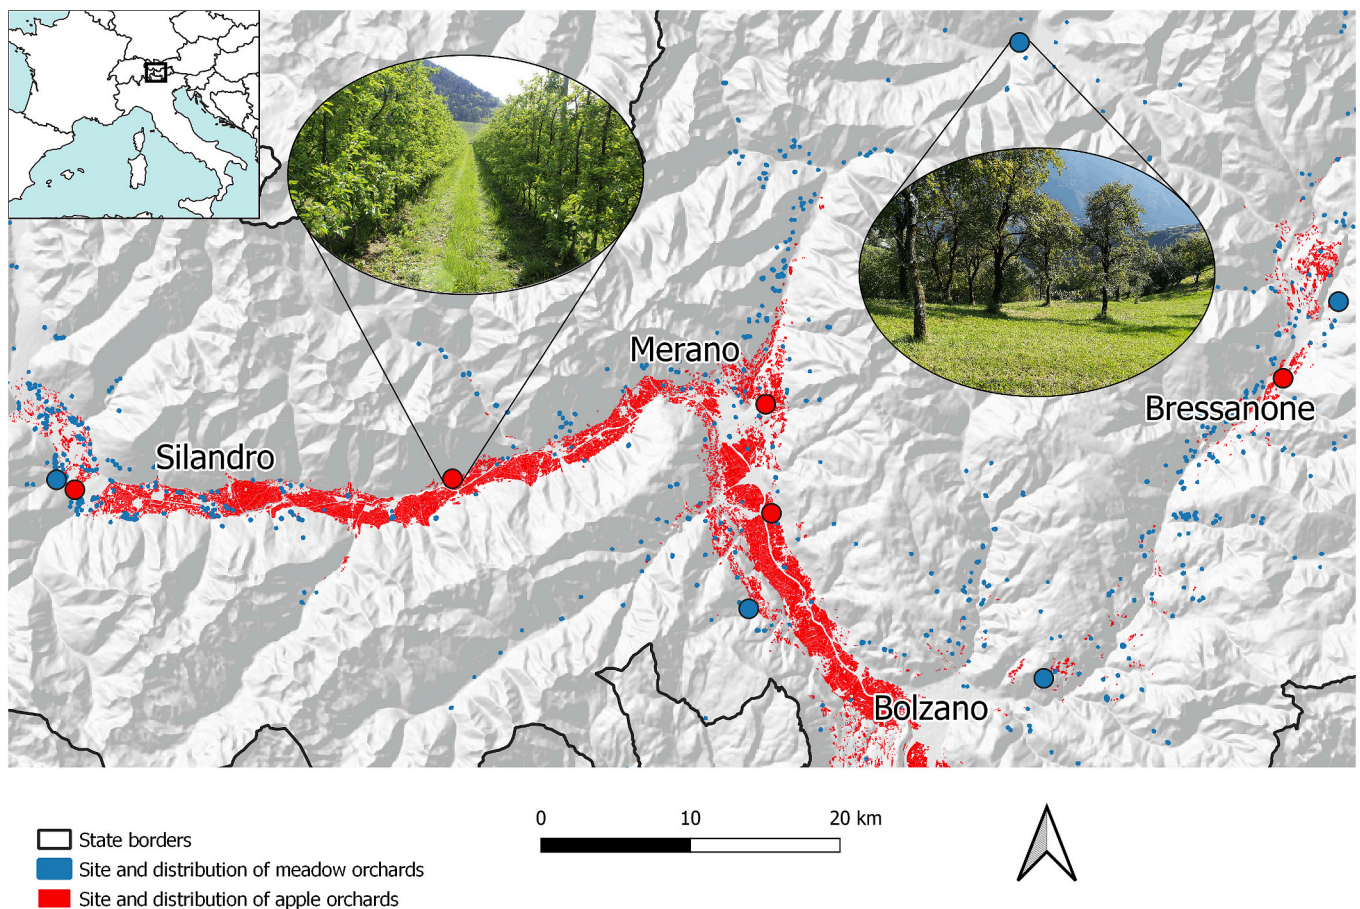 Merano
Bressanone
Silandro
Bolzano
0 10 20 km
State borders
Site and distribution of meadow orchards
Site and distribution of apple orchards